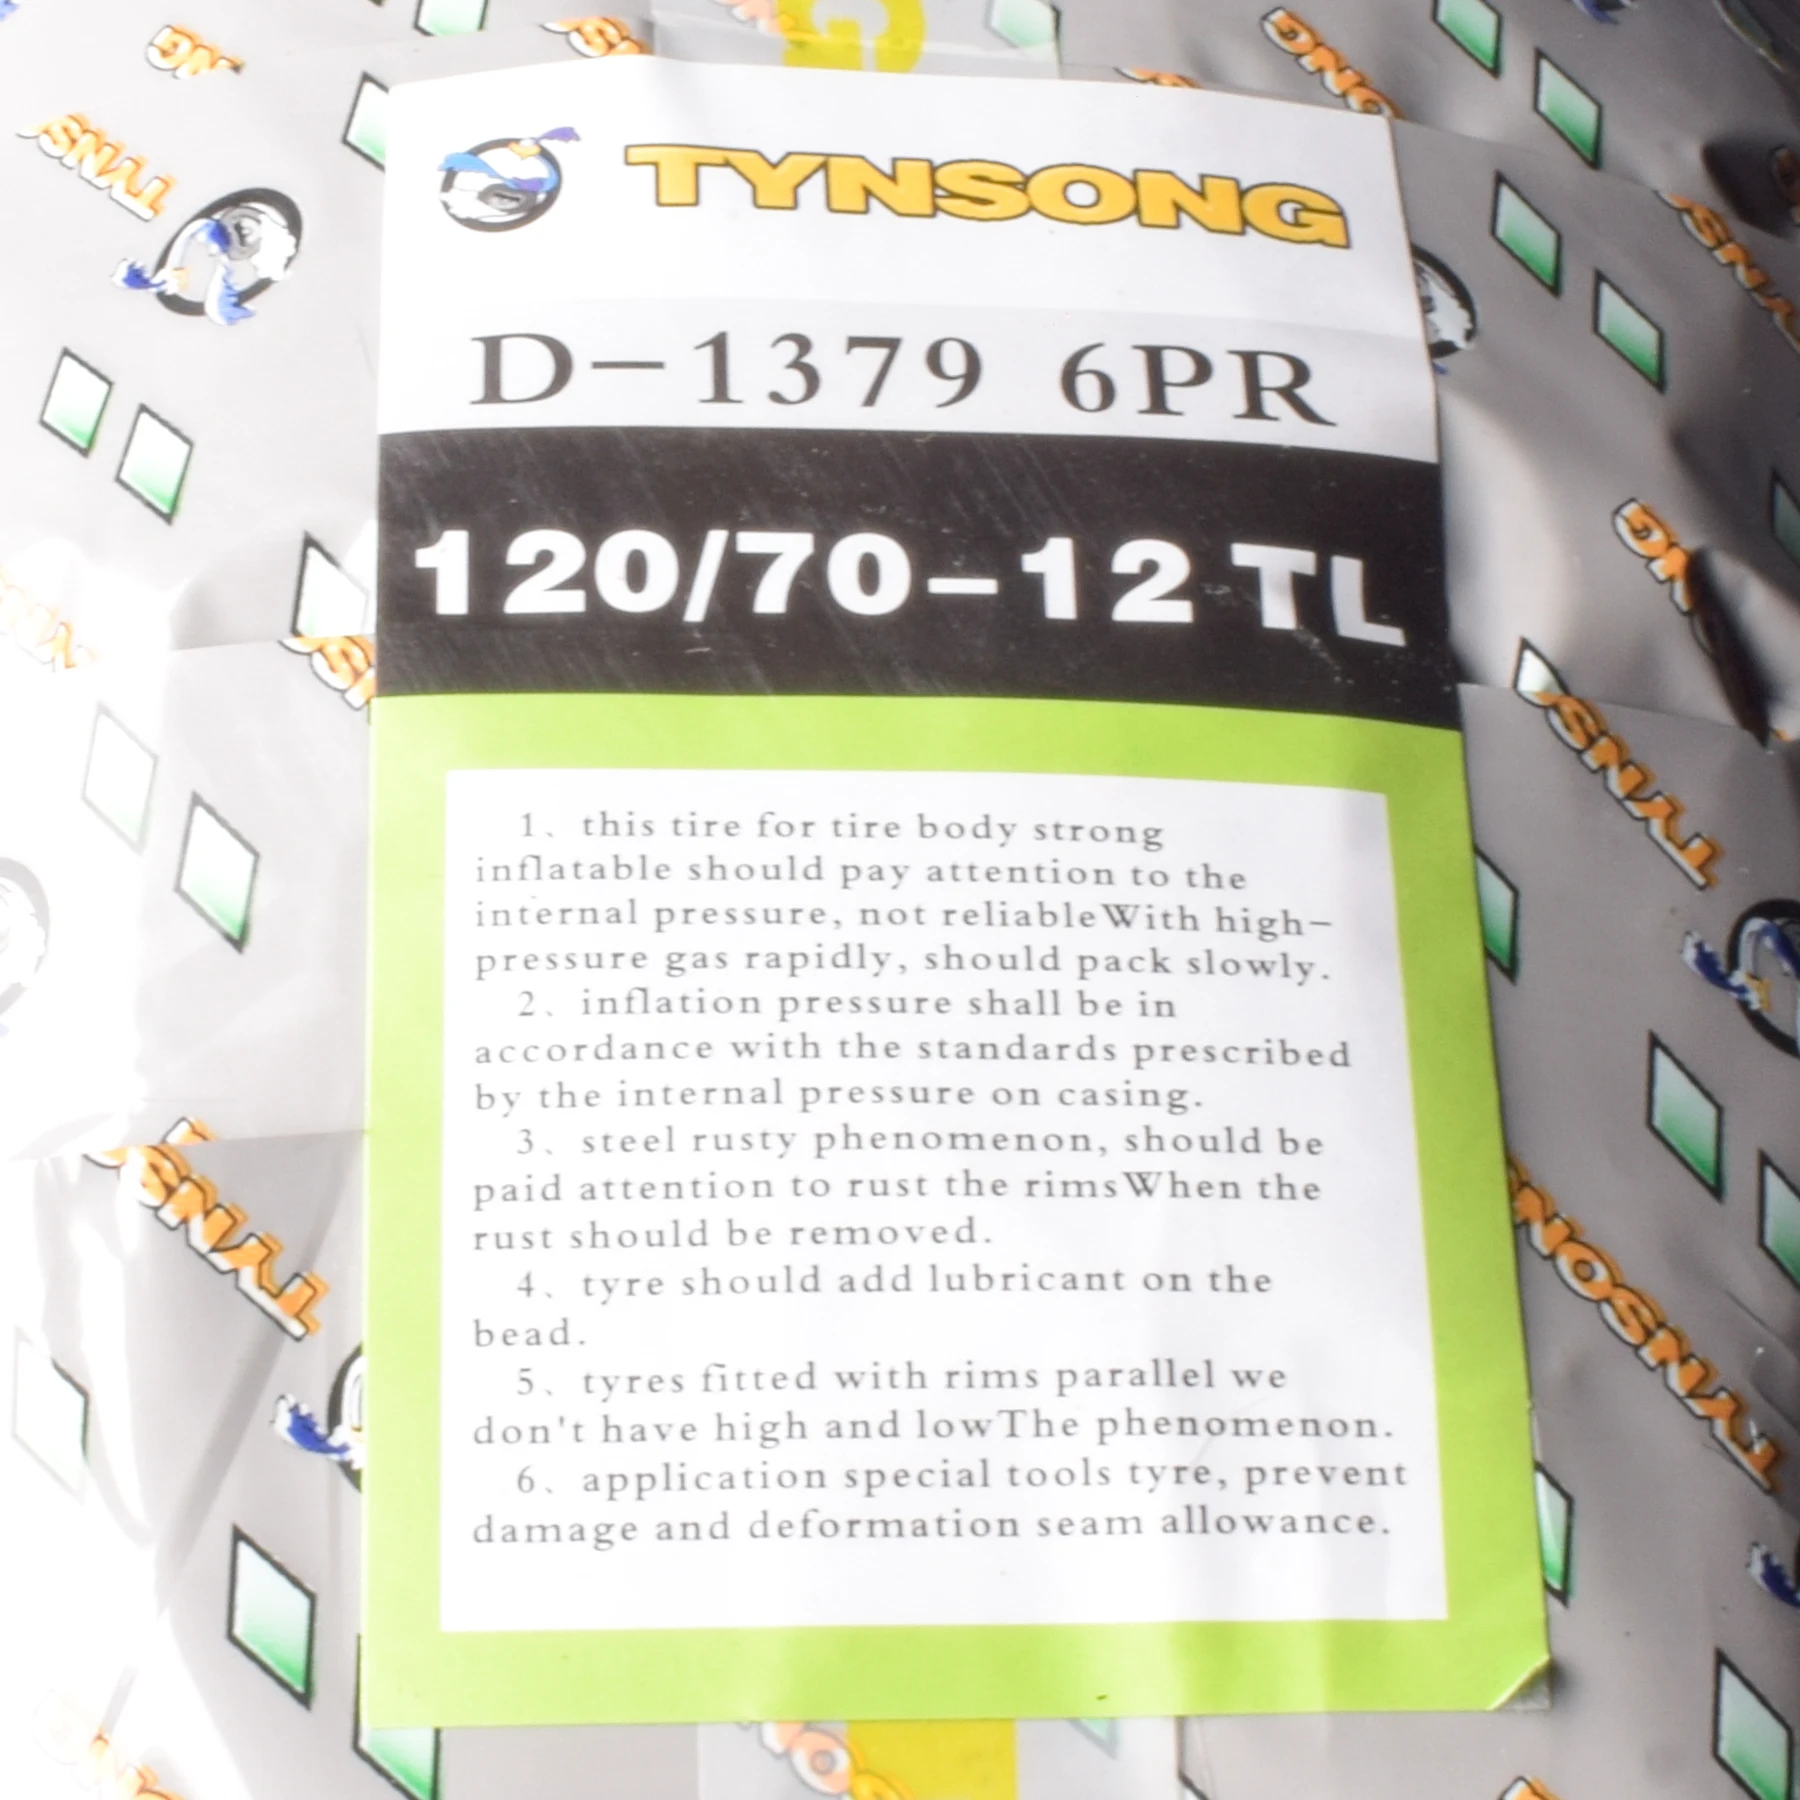 TYNSONG
D-1379 6PR
120/70-12 TL
1、this tire for tire body strong
inflatable should pay attention to the
internal pressure, not reliableWith high-
pressure gas rapidly, should pack slowly.
2、inflation pressure shall be in
accordance with the standards prescribed
by the internal pressure on casing.
3、steel rusty phenomenon, should be
paid attention to rust the rimsWhen the
rust should be removed.
4、tyre should add lubricant on the
bead.
5、tyres fitted with rims parallel we
don't have high and lowThe phenomenon.
6、application special tools tyre, prevent
damage and deformation seam allowance.
TYNSONG